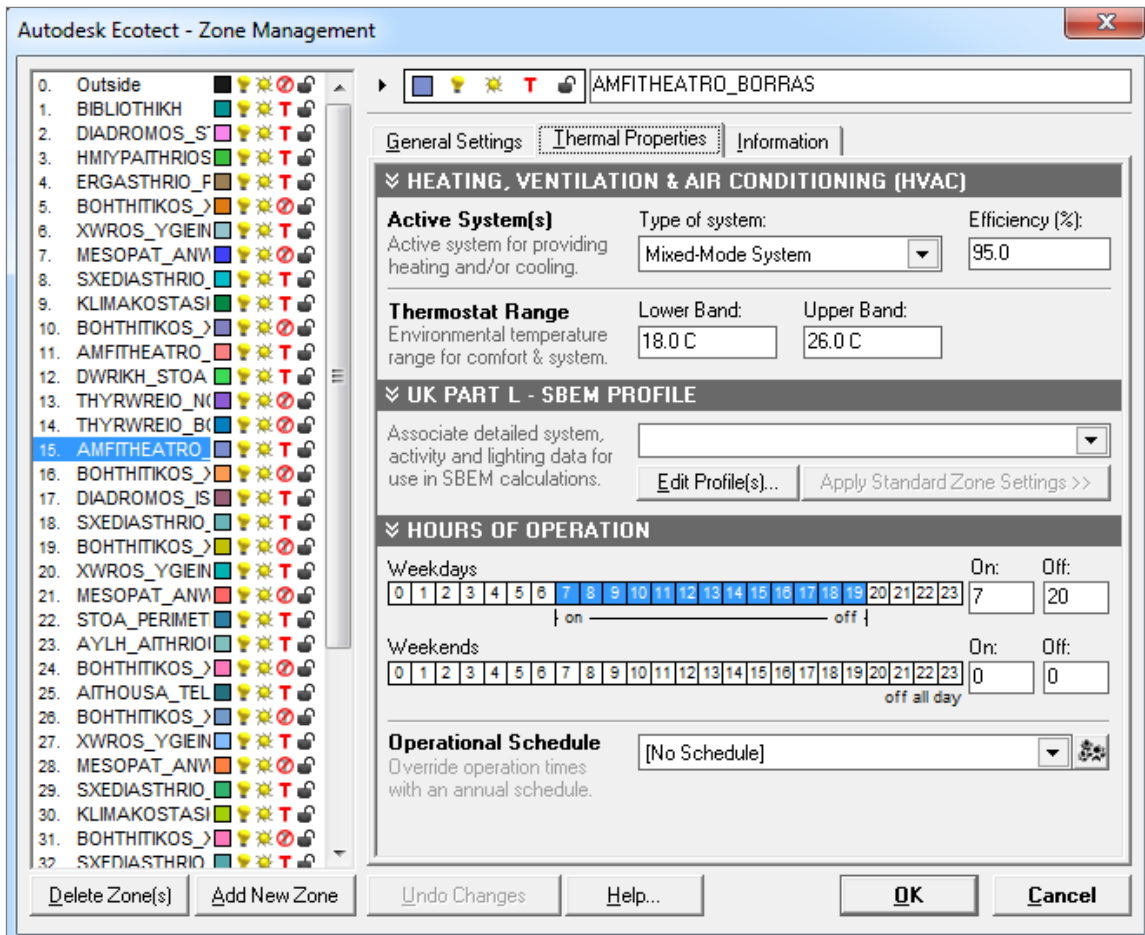 Autodesk Ecotect - Zone Management
0. Outside
1. BIBLIOTHIKH
2. DIADROMOS_S
3. HMIYPAITHRIOS
4. ERGASTHRIO_F
5. BOHTHITIKOS_X
6. XWROS_YGIEIN
7. MESOPAT_ANW
8. SXEDIASTHRIO_
9. KLIMAKOSTASI
10. BOHTHITIKOS_X
11. AMFITHEATRO_
12. DWRIKH_STOA
13. THYRWREIO_NO
14. THYRWREIO_BO
15. AMFITHEATRO_
16. BOHTHITIKOS_X
17. DIADROMOS_IS
18. SXEDIASTHRIO_
19. BOHTHITIKOS_X
20. XWROS_YGIEIN
21. MESOPAT_ANW
22. STOA_PERIMET
23. AYLH_AITHRIOI
24. BOHTHITIKOS_X
25. AITHOUSA_TEL
26. BOHTHITIKOS_X
27. XWROS_YGIEIN
28. MESOPAT_ANW
29. SXEDIASTHRIO_
30. KLIMAKOSTASI
31. BOHTHITIKOS_X
32. SXEDIASTHRIO_
Delete Zone(s) Add New Zone
T AMFITHEATRO_BORRAS
General Settings Thermal Properties Information
HEATING, VENTILATION & AIR CONDITIONING (HVAC)
Active System(s) Type of system: Efficiency (%):
Active system for providing
heating and/or cooling.
Mixed-Mode System 95.0
Thermostat Range Lower Band: Upper Band:
Environmental temperature
range for comfort & system.
18.0 C 26.0 C
UK PART L - SBEM PROFILE
Associate detailed system,
activity and lighting data for
use in SBEM calculations.
Edit Profile(s)... Apply Standard Zone Settings >>
HOURS OF OPERATION
Weekdays On: Off:
0 1 2 3 4 5 6 7 8 9 10 11 12 13 14 15 16 17 18 19 20 21 22 23 7 20
on off
Weekends On: Off:
0 1 2 3 4 5 6 7 8 9 10 11 12 13 14 15 16 17 18 19 20 21 22 23 0 0
off all day
Operational Schedule [No Schedule]
Override operation times
with an annual schedule.
Undo Changes Help... OK Cancel